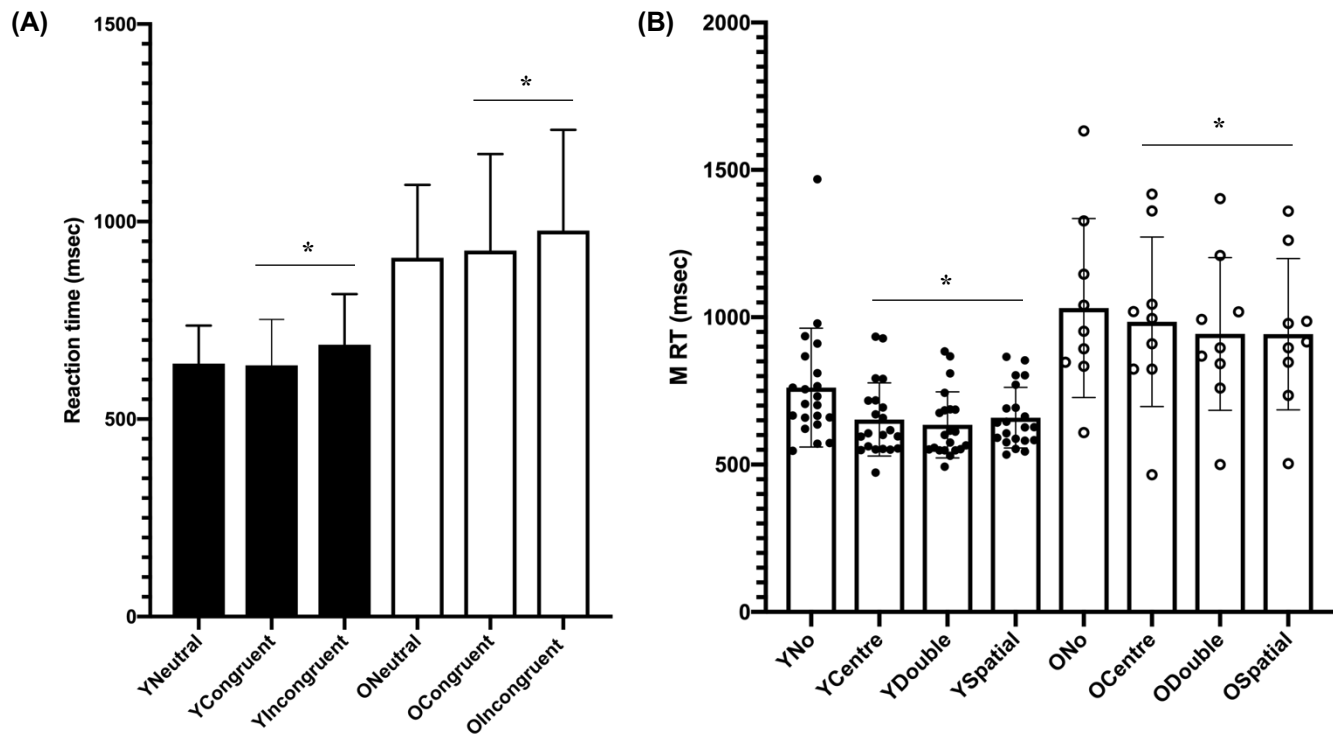 (A)
Reaction time (msec)
1500
1000
500
0
*
*
YNeutral
YCongruent
YIncongruent
ONeutral
OCongruent
OIncongruent
(B)
M RT (msec)
2000
1500
1000
500
0
*
*
YNo
YCentre
YDouble
YSpatial
ONo
OCentre
ODouble
OSpatial